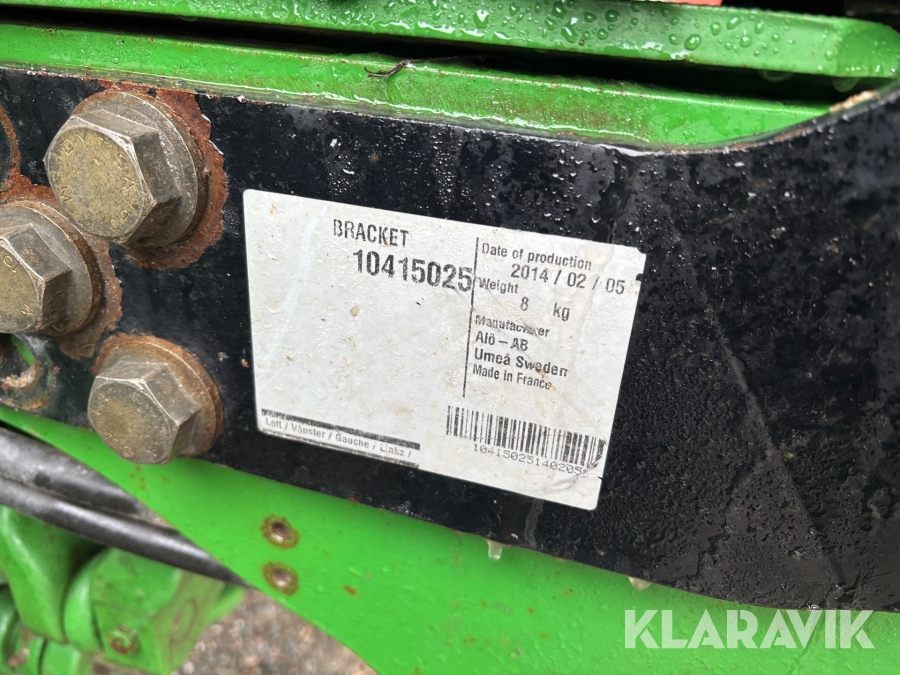 BRACKET
10415025
Date of production
2014 / 02 / 05
Weight
8 kg
Manufacturer
Alö - AB
Umeå Sweden
Made in France
Left / Vänster / Gauche / Links /
KLARAVIK